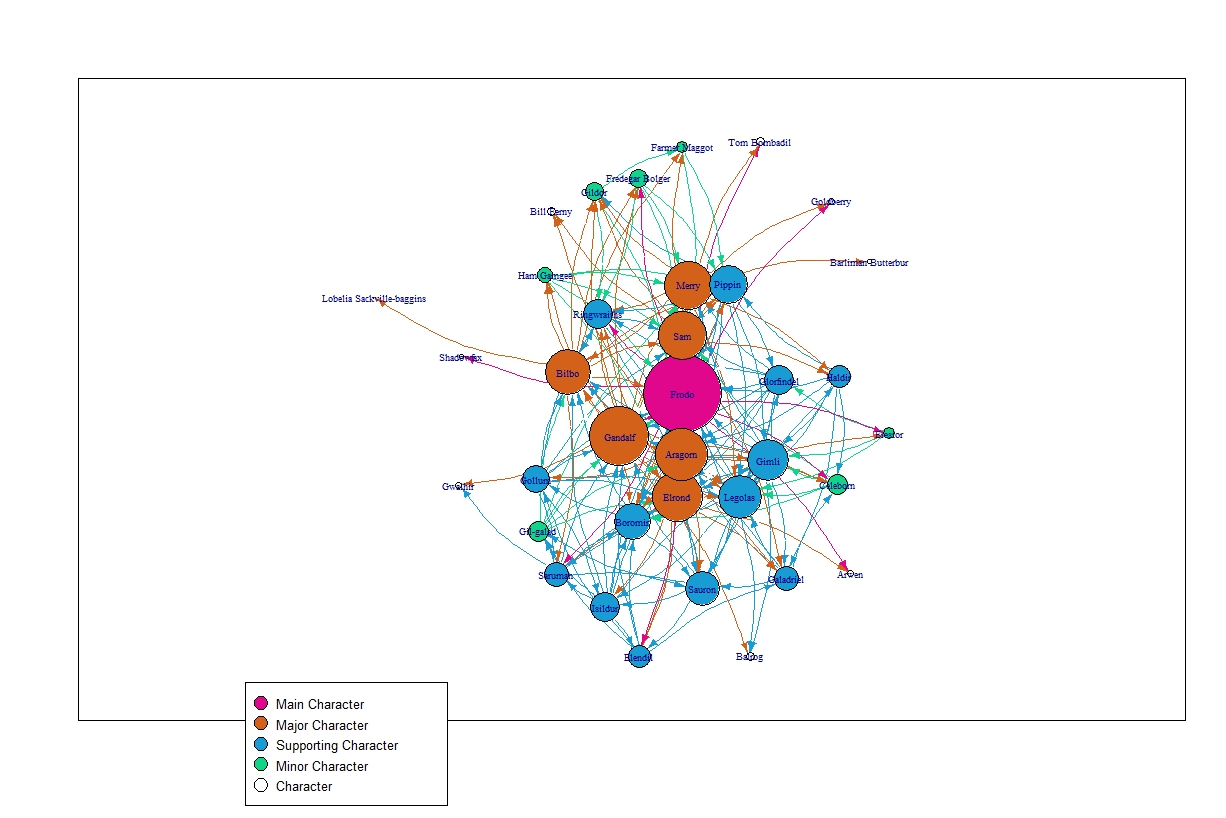 Farmer Maggot
Tom Bombadil
Fredegar Bolger
Gildor
Goldberry
Bill Ferny
Barliman Butterbur
Ham Gamgee
Merry
Pippin
Lobelia Sackville-baggins
Ringwraiths
Sam
Shadowfax
Bilbo
Glorfindel
Haldir
Frodo
Gandalf
Erestor
Aragorn
Gimli
Gollum
Gwaihir
Celeborn
Elrond
Legolas
Boromir
Gil-galad
Saruman
Arwen
Galadriel
Sauron
Isildur
Elendil
Balrog
Main Character
Major Character
Supporting Character
Minor Character
Character